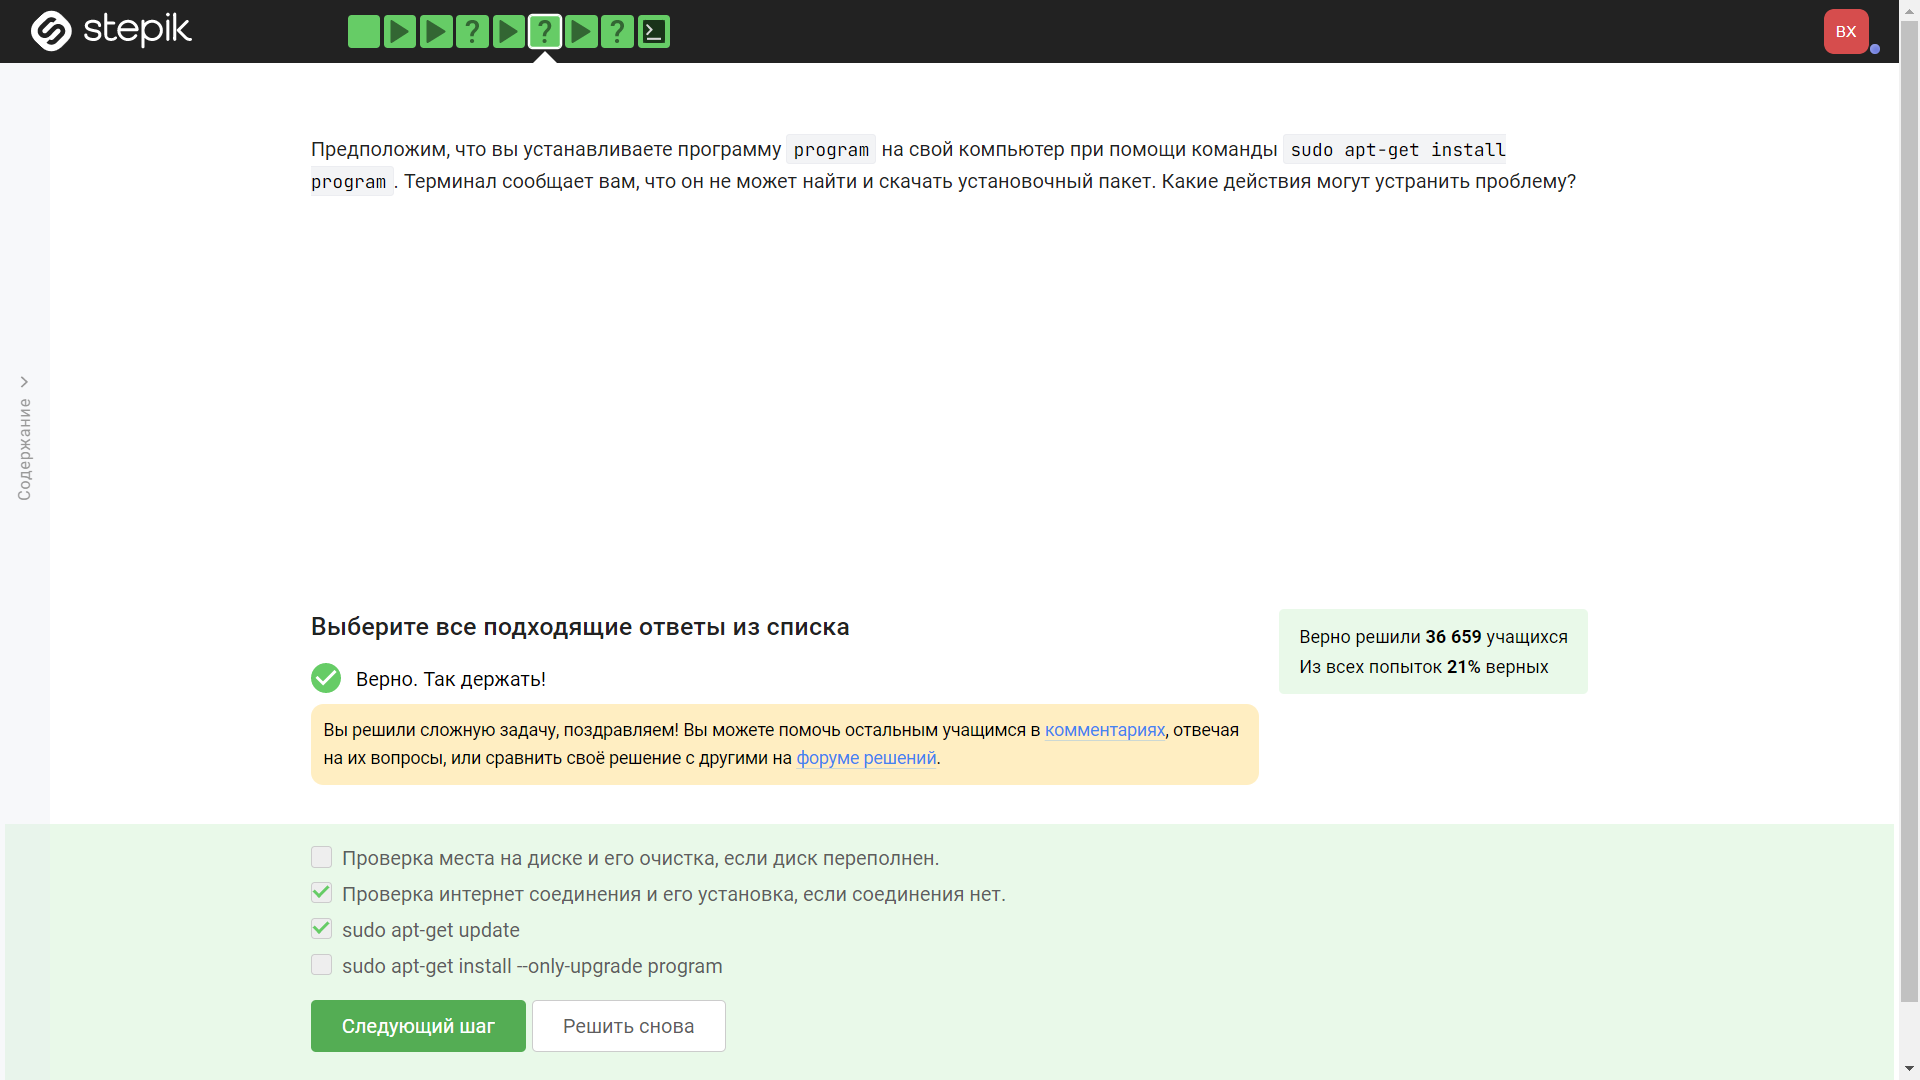 stepik
BX
Предположим, что вы устанавливаете программу program на свой компьютер при помощи команды sudo apt-get install
program. Терминал сообщает вам, что он не может найти и скачать установочный пакет. Какие действия могут устранить проблему?
Содержание
Выберите все подходящие ответы из списка
Верно решили 36 659 учащихся
Из всех попыток 21% верных
Верно. Так держать!
Вы решили сложную задачу, поздравляем! Вы можете помочь остальным учащимся в комментариях, отвечая
на их вопросы, или сравнить своё решение с другими на форуме решений.
Проверка места на диске и его очистка, если диск переполнен.
Проверка интернет соединения и его установка, если соединения нет.
sudo apt-get update
sudo apt-get install --only-upgrade program
Следующий шаг
Решить снова